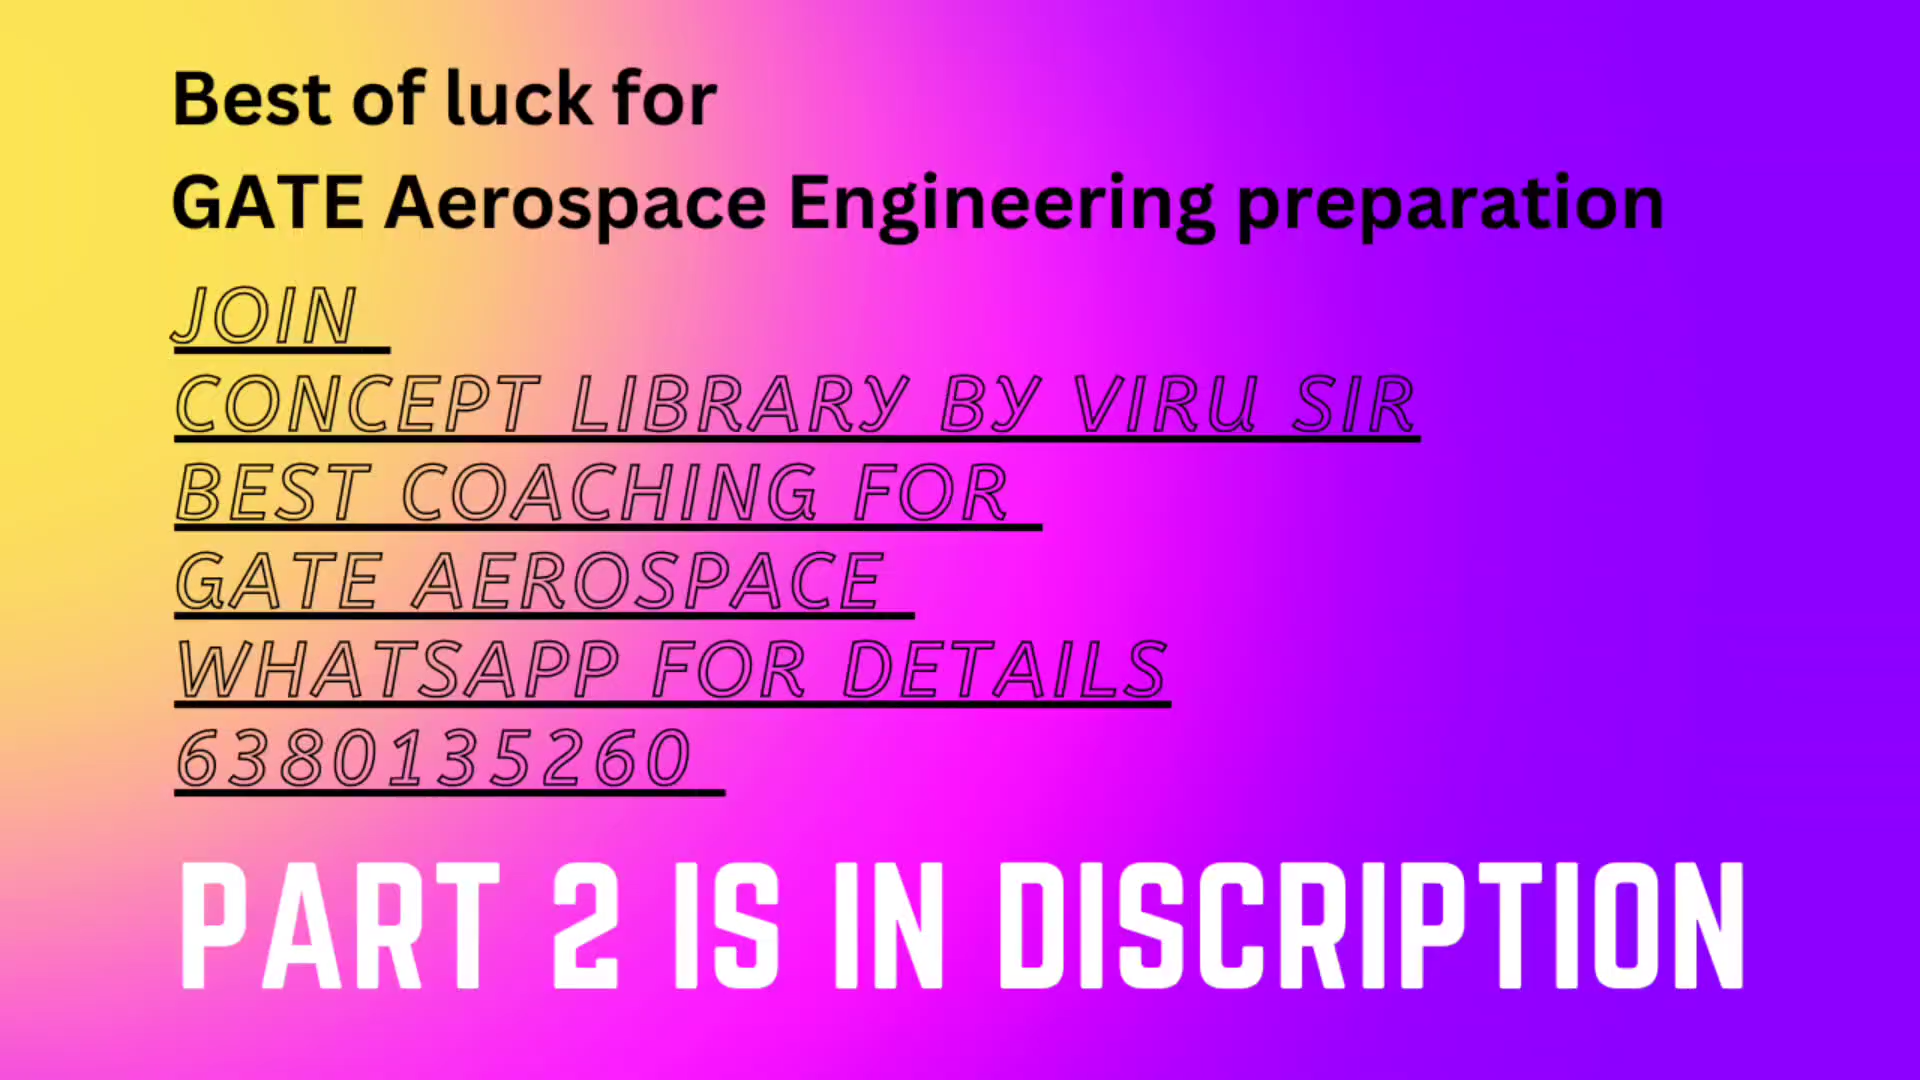 Best of luck for
GATE Aerospace Engineering preparation
JOIN
CONCEPT LIBRARY BY VIRU SIR
BEST COACHING FOR
GATE AEROSPACE
WHATSAPP FOR DETAILS
6380135260
PART 2 IS IN DISCRIPTION